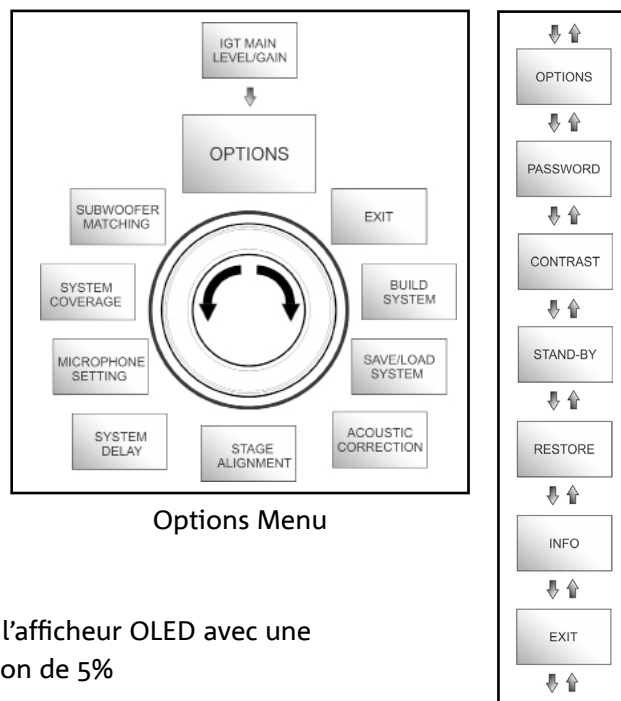 IGT MAIN
LEVEL/GAIN
OPTIONS
SUBWOOFER
MATCHING
EXIT
SYSTEM
COVERAGE
BUILD
SYSTEM
MICROPHONE
SETTING
SAVE/LOAD
SYSTEM
SYSTEM
DELAY
STAGE
ALIGNMENT
ACOUSTIC
CORRECTION
Options Menu
l’afficheur OLED avec une
on de 5%
OPTIONS
PASSWORD
CONTRAST
STAND-BY
RESTORE
INFO
EXIT